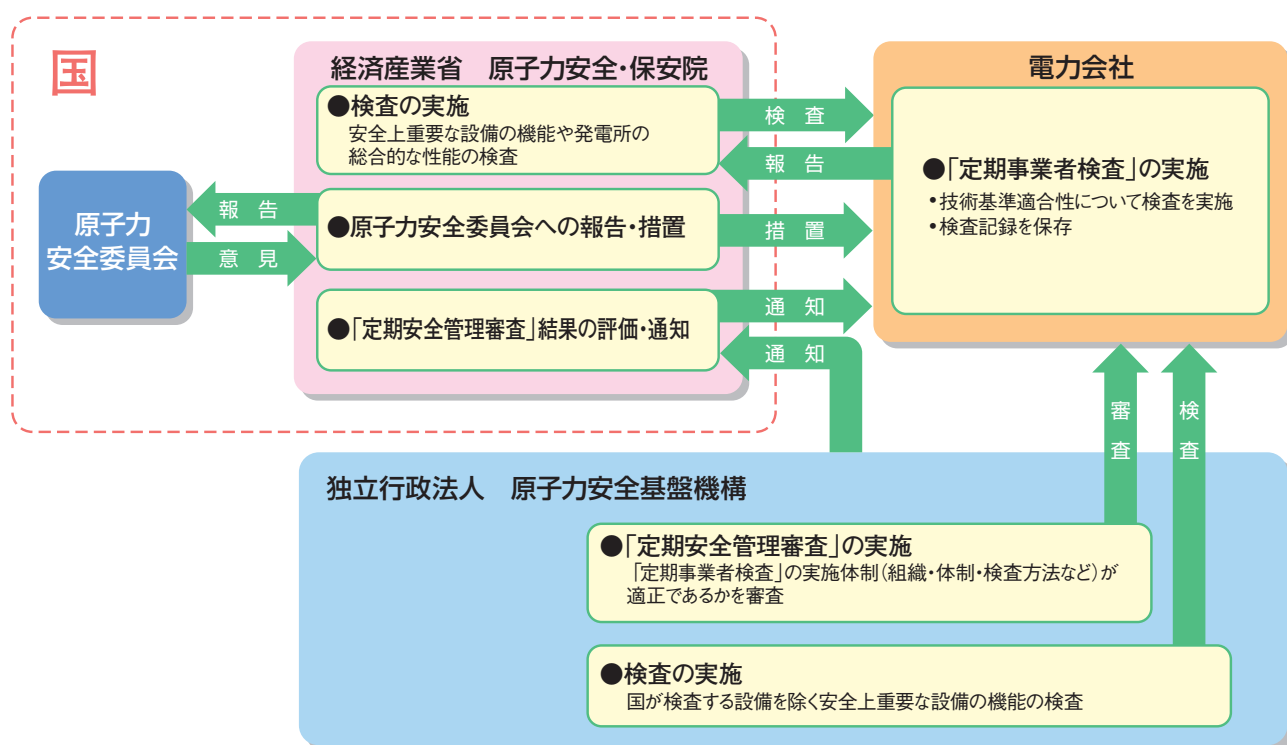 国
経済産業省 原子力安全・保安院
●検査の実施
安全上重要な設備の機能や発電所の
総合的な性能の検査
●原子力安全委員会への報告・措置
●「定期安全管理審査」結果の評価・通知
原子力
安全委員会
報告
意見
検査
報告
措置
通知
通知
電力会社
●「定期事業者検査」の実施
•技術基準適合性について検査を実施
•検査記録を保存
審査
検査
独立行政法人 原子力安全基盤機構
●「定期安全管理審査」の実施
「定期事業者検査」の実施体制(組織・体制・検査方法など)が
適正であるかを審査
●検査の実施
国が検査する設備を除く安全上重要な設備の機能の検査